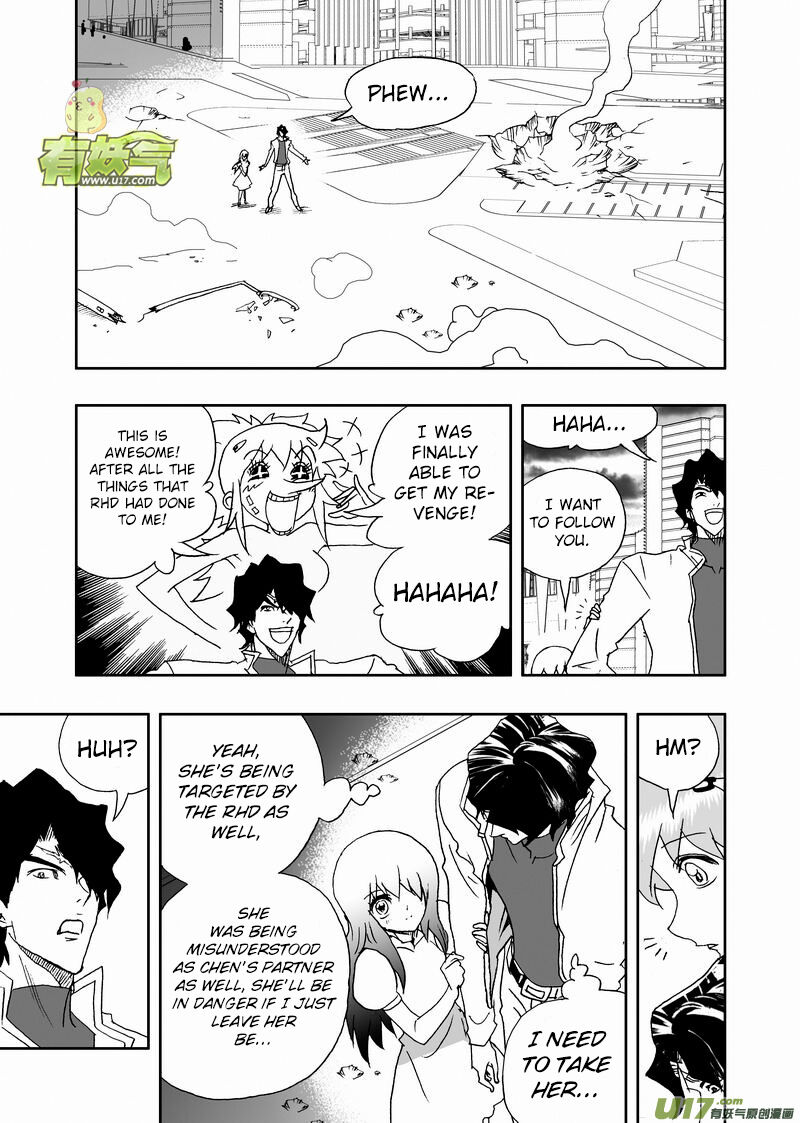 PHEW...
有妖气
www.U17.com
HAHA...
I WANT
TO FOLLOW
YOU.
I WAS
FINALLY
ABLE TO
GET MY RE-
VENGE!
HAHAHA!
THIS IS
AWESOME!
AFTER ALL
THE
THINGS THAT
RHD HAD DONE
TO ME!
HM?
YEAH,
SHE'S BEING
TARGETED
BY THE RHD AS
WELL,
SHE
WAS BEING
MISUNDERSTOOD
AS CHEN'S PARTNER
AS WELL, SHE'LL
BE IN DANGER IF I JUST
LEAVE HER
BE...
I NEED
TO TAKE
HER...
HUH?
U17.com
有妖气原创漫画